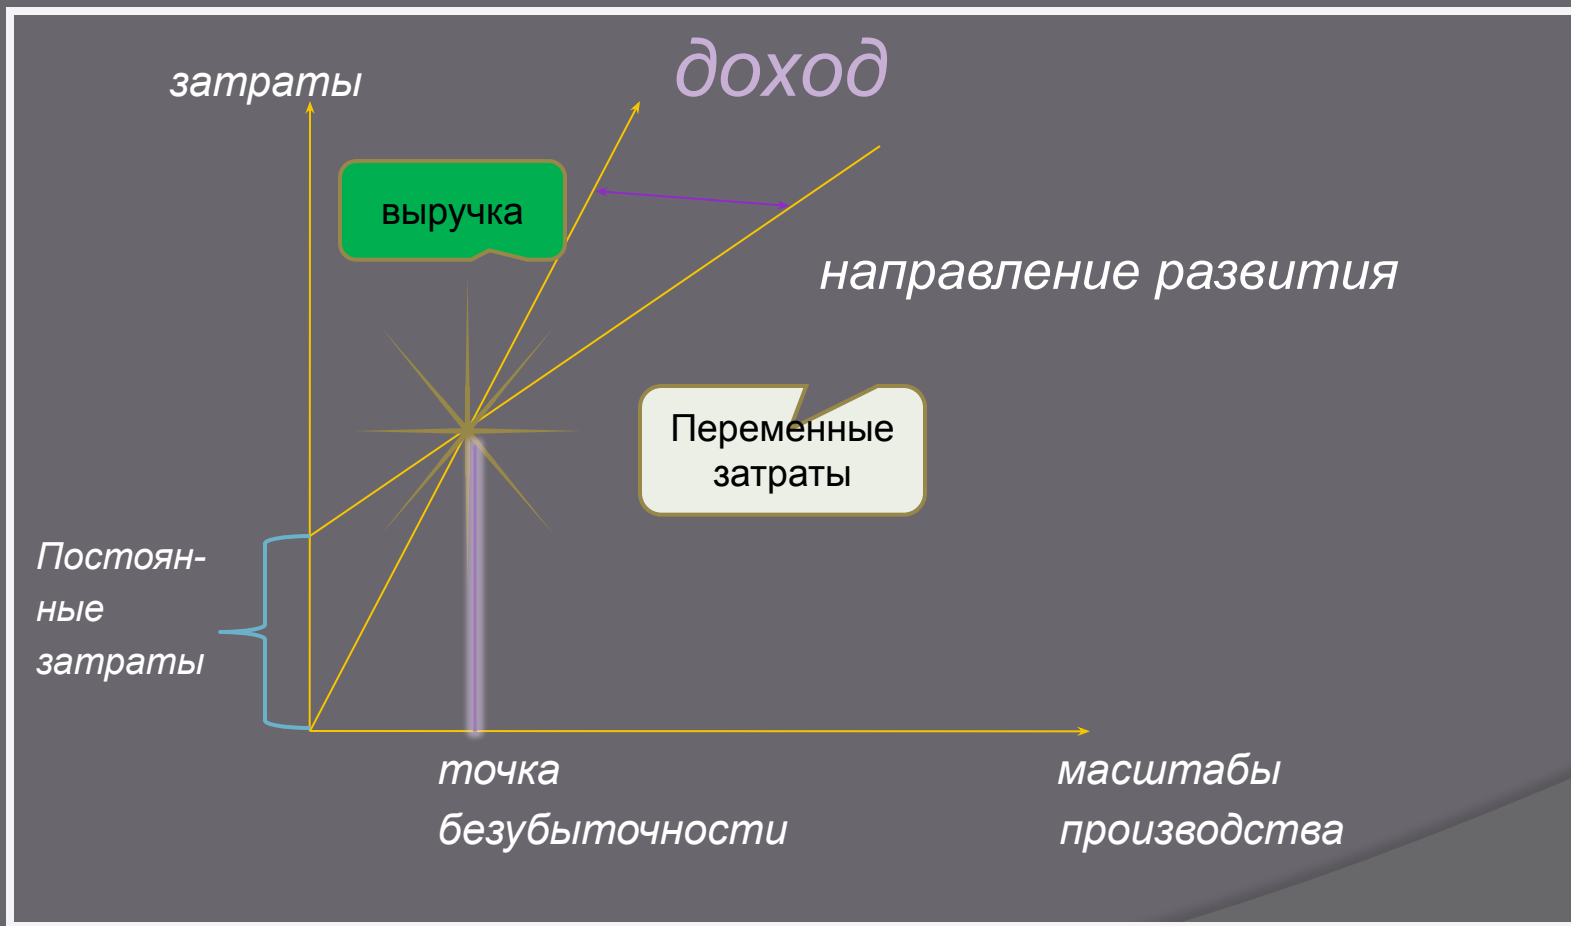 доход
затраты
выручка
направление развития
Переменные
затраты
Постоян-
ные
затраты
точка
безубыточности
масштабы
производства